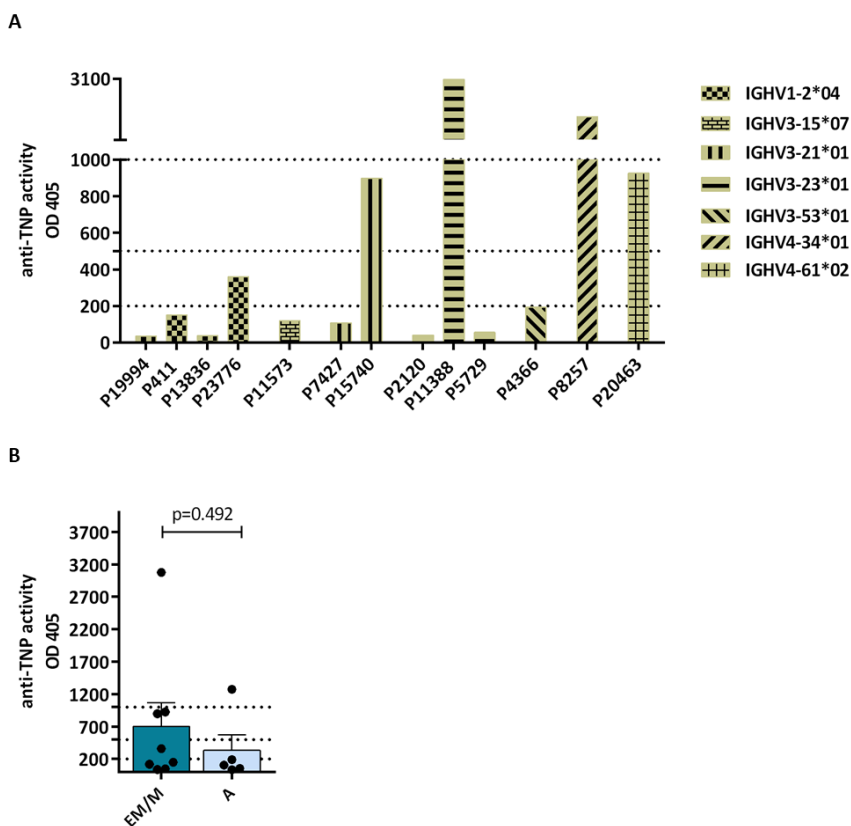 A
anti-TNP activity
OD 405
3100
1000
800
600
400
200
0
P19994
P411
P13836
P23776
P11573
P7427
P15740
P2120
P11388
P5729
P4366
P8257
P20463
IGHV1-2*04
IGHV3-15*07
IGHV3-21*01
IGHV3-23*01
IGHV3-53*01
IGHV4-34*01
IGHV4-61*02
B
anti-TNP activity
OD 405
p=0.492
3700
3200
2700
2200
1700
1200
700
200
EM/M
A